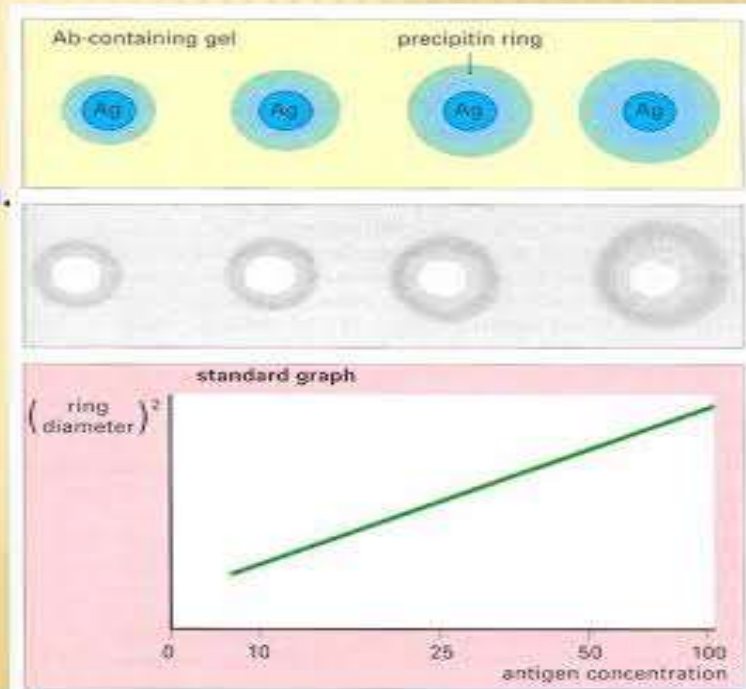 Ab-containing gel precipitin ring
Ag Ag Ag Ag
standard graph
(ring diameter)²
0 10 25 50 100
antigen concentration